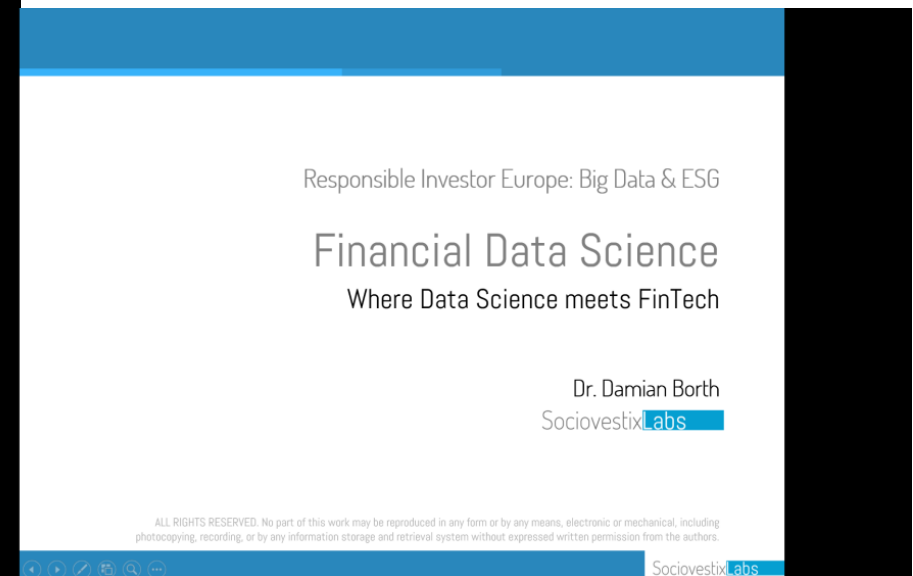 Responsible Investor Europe: Big Data & ESG
Financial Data Science
Where Data Science meets FinTech
Dr. Damian Borth
SociovestixLabs
ALL RIGHTS RESERVED. No part of this work may be reproduced in any form or by any means, electronic or mechanical, including
photocopying, recording, or by any information storage and retrieval system without expressed written permission from the authors.
SociovestixLabs